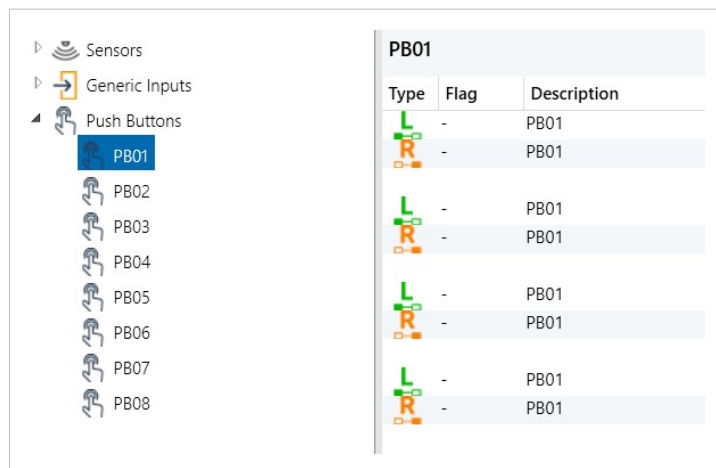 Sensors
Generic Inputs
Push Buttons
PB01
PB02
PB03
PB04
PB05
PB06
PB07
PB08
PB01
Type Flag Description
L - PB01
R - PB01
L - PB01
R - PB01
L - PB01
R - PB01
L - PB01
R - PB01